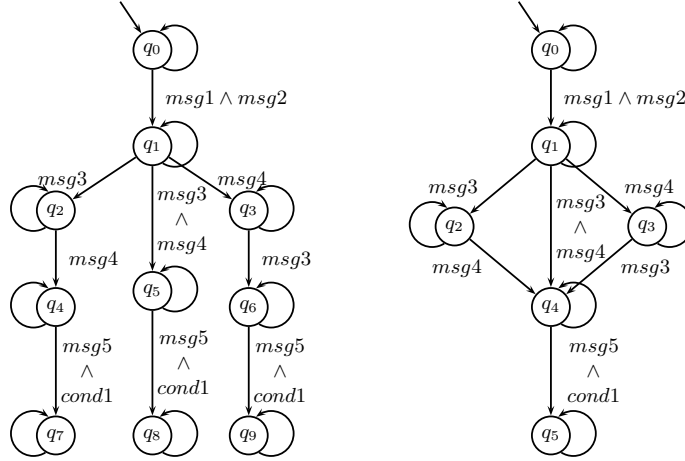 q0 q0
msg1 ∧ msg2 msg1 ∧ msg2
q1 q1
msg3 msg3 msg4 msg3 msg3 msg4
∧ ∧
q2 msg4 q3 q2 msg4 q3
msg4 msg3 msg4 msg3
q4 q5 q6 q4
msg5 msg5 msg5 msg5
∧ ∧ ∧ ∧
cond1 cond1 cond1 cond1
q7 q8 q9 q5